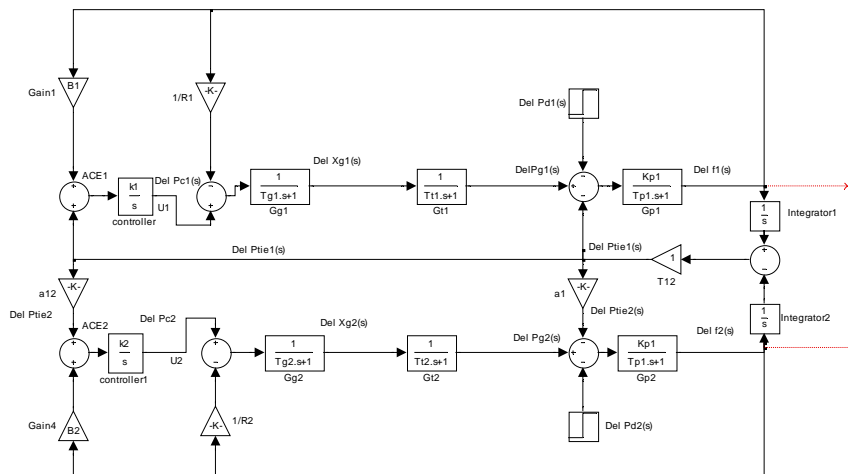 B1
Gain1
-K-
1/R1
Del Pd1(s)
ACE1
Del Pc1(s)
Del Xg1(s)
DelPg1(s)
Del f1(s)
k1
s
controller
U1
1
Tg1.s+1
Gg1
1
Tt1.s+1
Gt1
Kp1
Tp1.s+1
Gp1
1
s
Integrator1
Del Ptie1(s)
Del Ptie1(s)
1
T12
-K-
a12
-K-
a1
Del Ptie2
Del Ptie2(s)
1
s
Integrator2
ACE2
Del Pc2
Del Xg2(s)
Del Pg2(s)
Del f2(s)
k2
s
controller1
U2
1
Tg2.s+1
Gg2
1
Tt2.s+1
Gt2
Kp1
Tp1.s+1
Gp2
Gain4
B2
-K-
1/R2
Del Pd2(s)